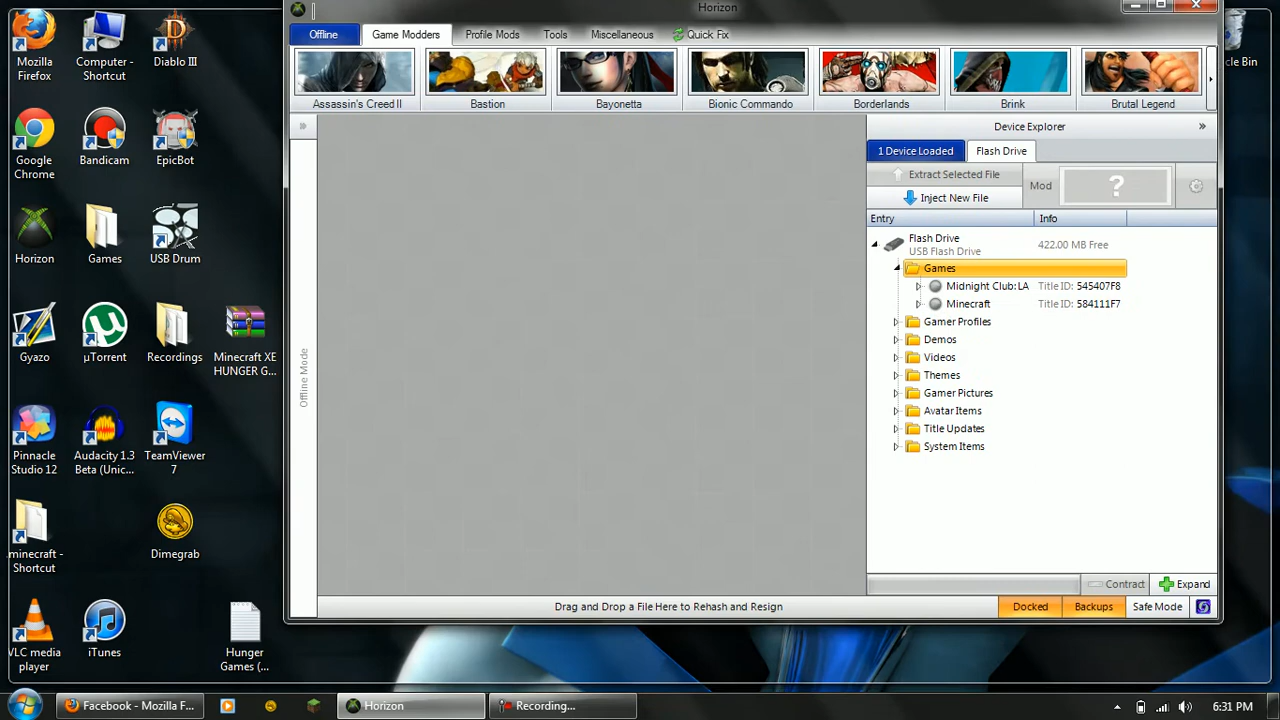 Horizon
Offline
Game Modders
Profile Mods
Tools
Miscellaneous
Quick Fix
Assassin's Creed II
Bastion
Bayonetta
Bionic Commando
Borderlands
Brink
Brutal Legend
Device Explorer
»
1 Device Loaded
Flash Drive
Extract Selected File
Inject New File
Mod
?
Entry
Info
Flash Drive
USB Flash Drive
422.00 MB Free
Games
Midnight Club: LA
Title ID: 545407F8
Minecraft
Title ID: 584111F7
Gamer Profiles
Demos
Videos
Themes
Gamer Pictures
Avatar Items
Title Updates
System Items
Contract
Expand
Offline Mode
Drag and Drop a File Here to Rehash and Resign
Docked
Backups
Safe Mode
Mozilla
Firefox
Computer -
Shortcut
Diablo III
Google
Chrome
Bandicam
EpicBot
Horizon
Games
USB Drum
Gyazo
µTorrent
Recordings
Minecraft XE
HUNGER G...
Pinnacle
Studio 12
Audacity 1.3
Beta (Unic...
TeamViewer
7
minecraft -
Shortcut
Dimegrab
VLC media
player
iTunes
Hunger
Games (...
cle Bin
Facebook - Mozilla F...
Horizon
Recording...
6:31 PM